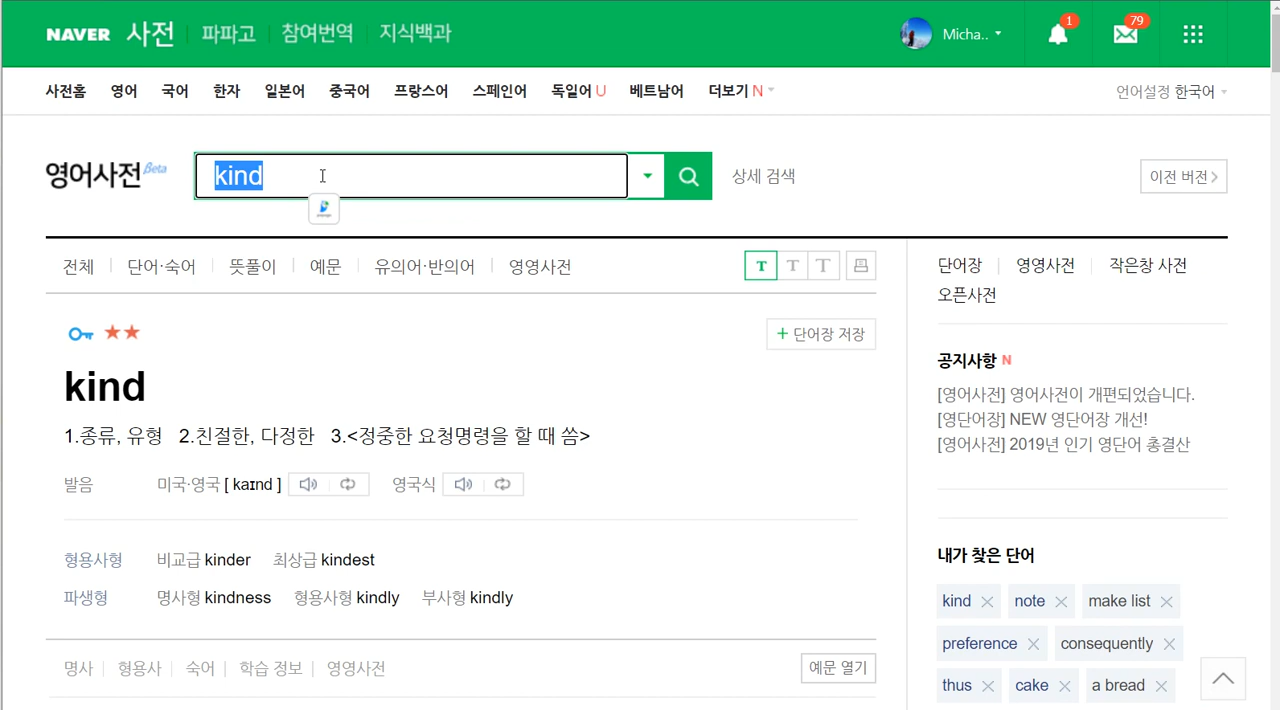 NAVER 사전 파파고 참여번역 지식백과 Micha.. 1 79
사전홈 영어 국어 한자 일본어 중국어 프랑스어 스페인어 독일어 U 베트남어 더보기 N 언어설정 한국어
영어사전 Beta kind 상세 검색 이전 버전
전체 단어·숙어 뜻풀이 예문 유의어·반의어 영영사전 T T T
단어장 영영사전 작은창 사전
오픈사전
+ 단어장 저장
kind
1.종류, 유형 2.친절한, 다정한 3.<정중한 요청명령을 할 때 씀>
발음 미국·영국 [ kaɪnd ] 영국식
형용사형 비교급 kinder 최상급 kindest
파생형 명사형 kindness 형용사형 kindly 부사형 kindly
명사 형용사 숙어 학습 정보 영영사전 예문 열기
공지사항 N
[영어사전] 영어사전이 개편되었습니다.
[영단어장] NEW 영단어장 개선!
[영어사전] 2019년 인기 영단어 총결산
내가 찾은 단어
kind note make list
preference consequently
thus cake a bread